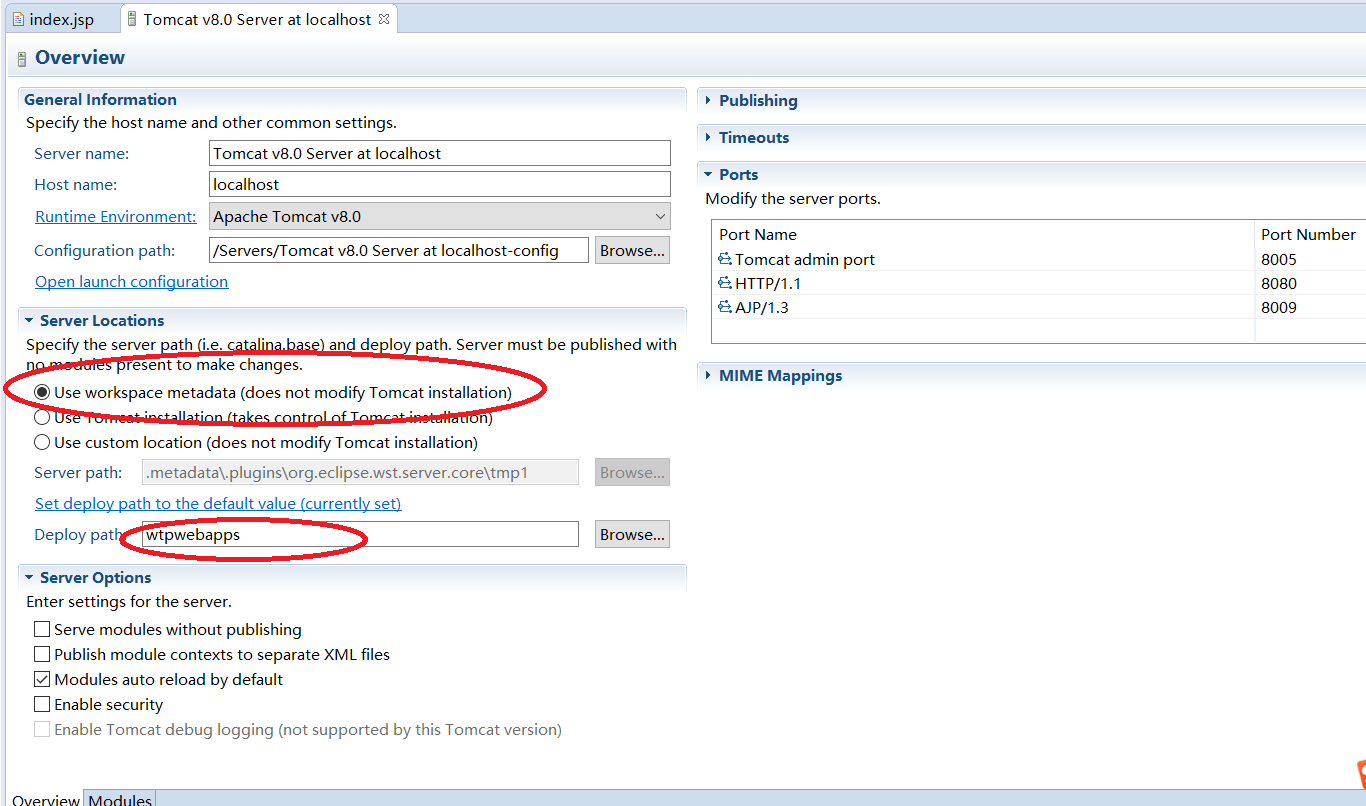 index.jsp
Tomcat v8.0 Server at localhost
Overview
General Information
Specify the host name and other common settings.
Server name:
Tomcat v8.0 Server at localhost
Host name:
localhost
Runtime Environment:
Apache Tomcat v8.0
Configuration path:
/Servers/Tomcat v8.0 Server at localhost-config
Browse...
Open launch configuration
Server Locations
Specify the server path (i.e. catalina.base) and deploy path. Server must be published with
no modules present to make changes.
Use workspace metadata (does not modify Tomcat installation)
Use Tomcat installation (takes control of Tomcat installation)
Use custom location (does not modify Tomcat installation)
Server path:
.metadata\.plugins\org.eclipse.wst.server.core\tmp1
Browse...
Set deploy path to the default value (currently set)
Deploy path:
wtpwebapps
Browse...
Server Options
Enter settings for the server.
Serve modules without publishing
Publish module contexts to separate XML files
Modules auto reload by default
Enable security
Enable Tomcat debug logging (not supported by this Tomcat version)
Publishing
Timeouts
Ports
Modify the server ports.
Port Name
Port Number
Tomcat admin port
8005
HTTP/1.1
8080
AJP/1.3
8009
MIME Mappings
Overview
Modules